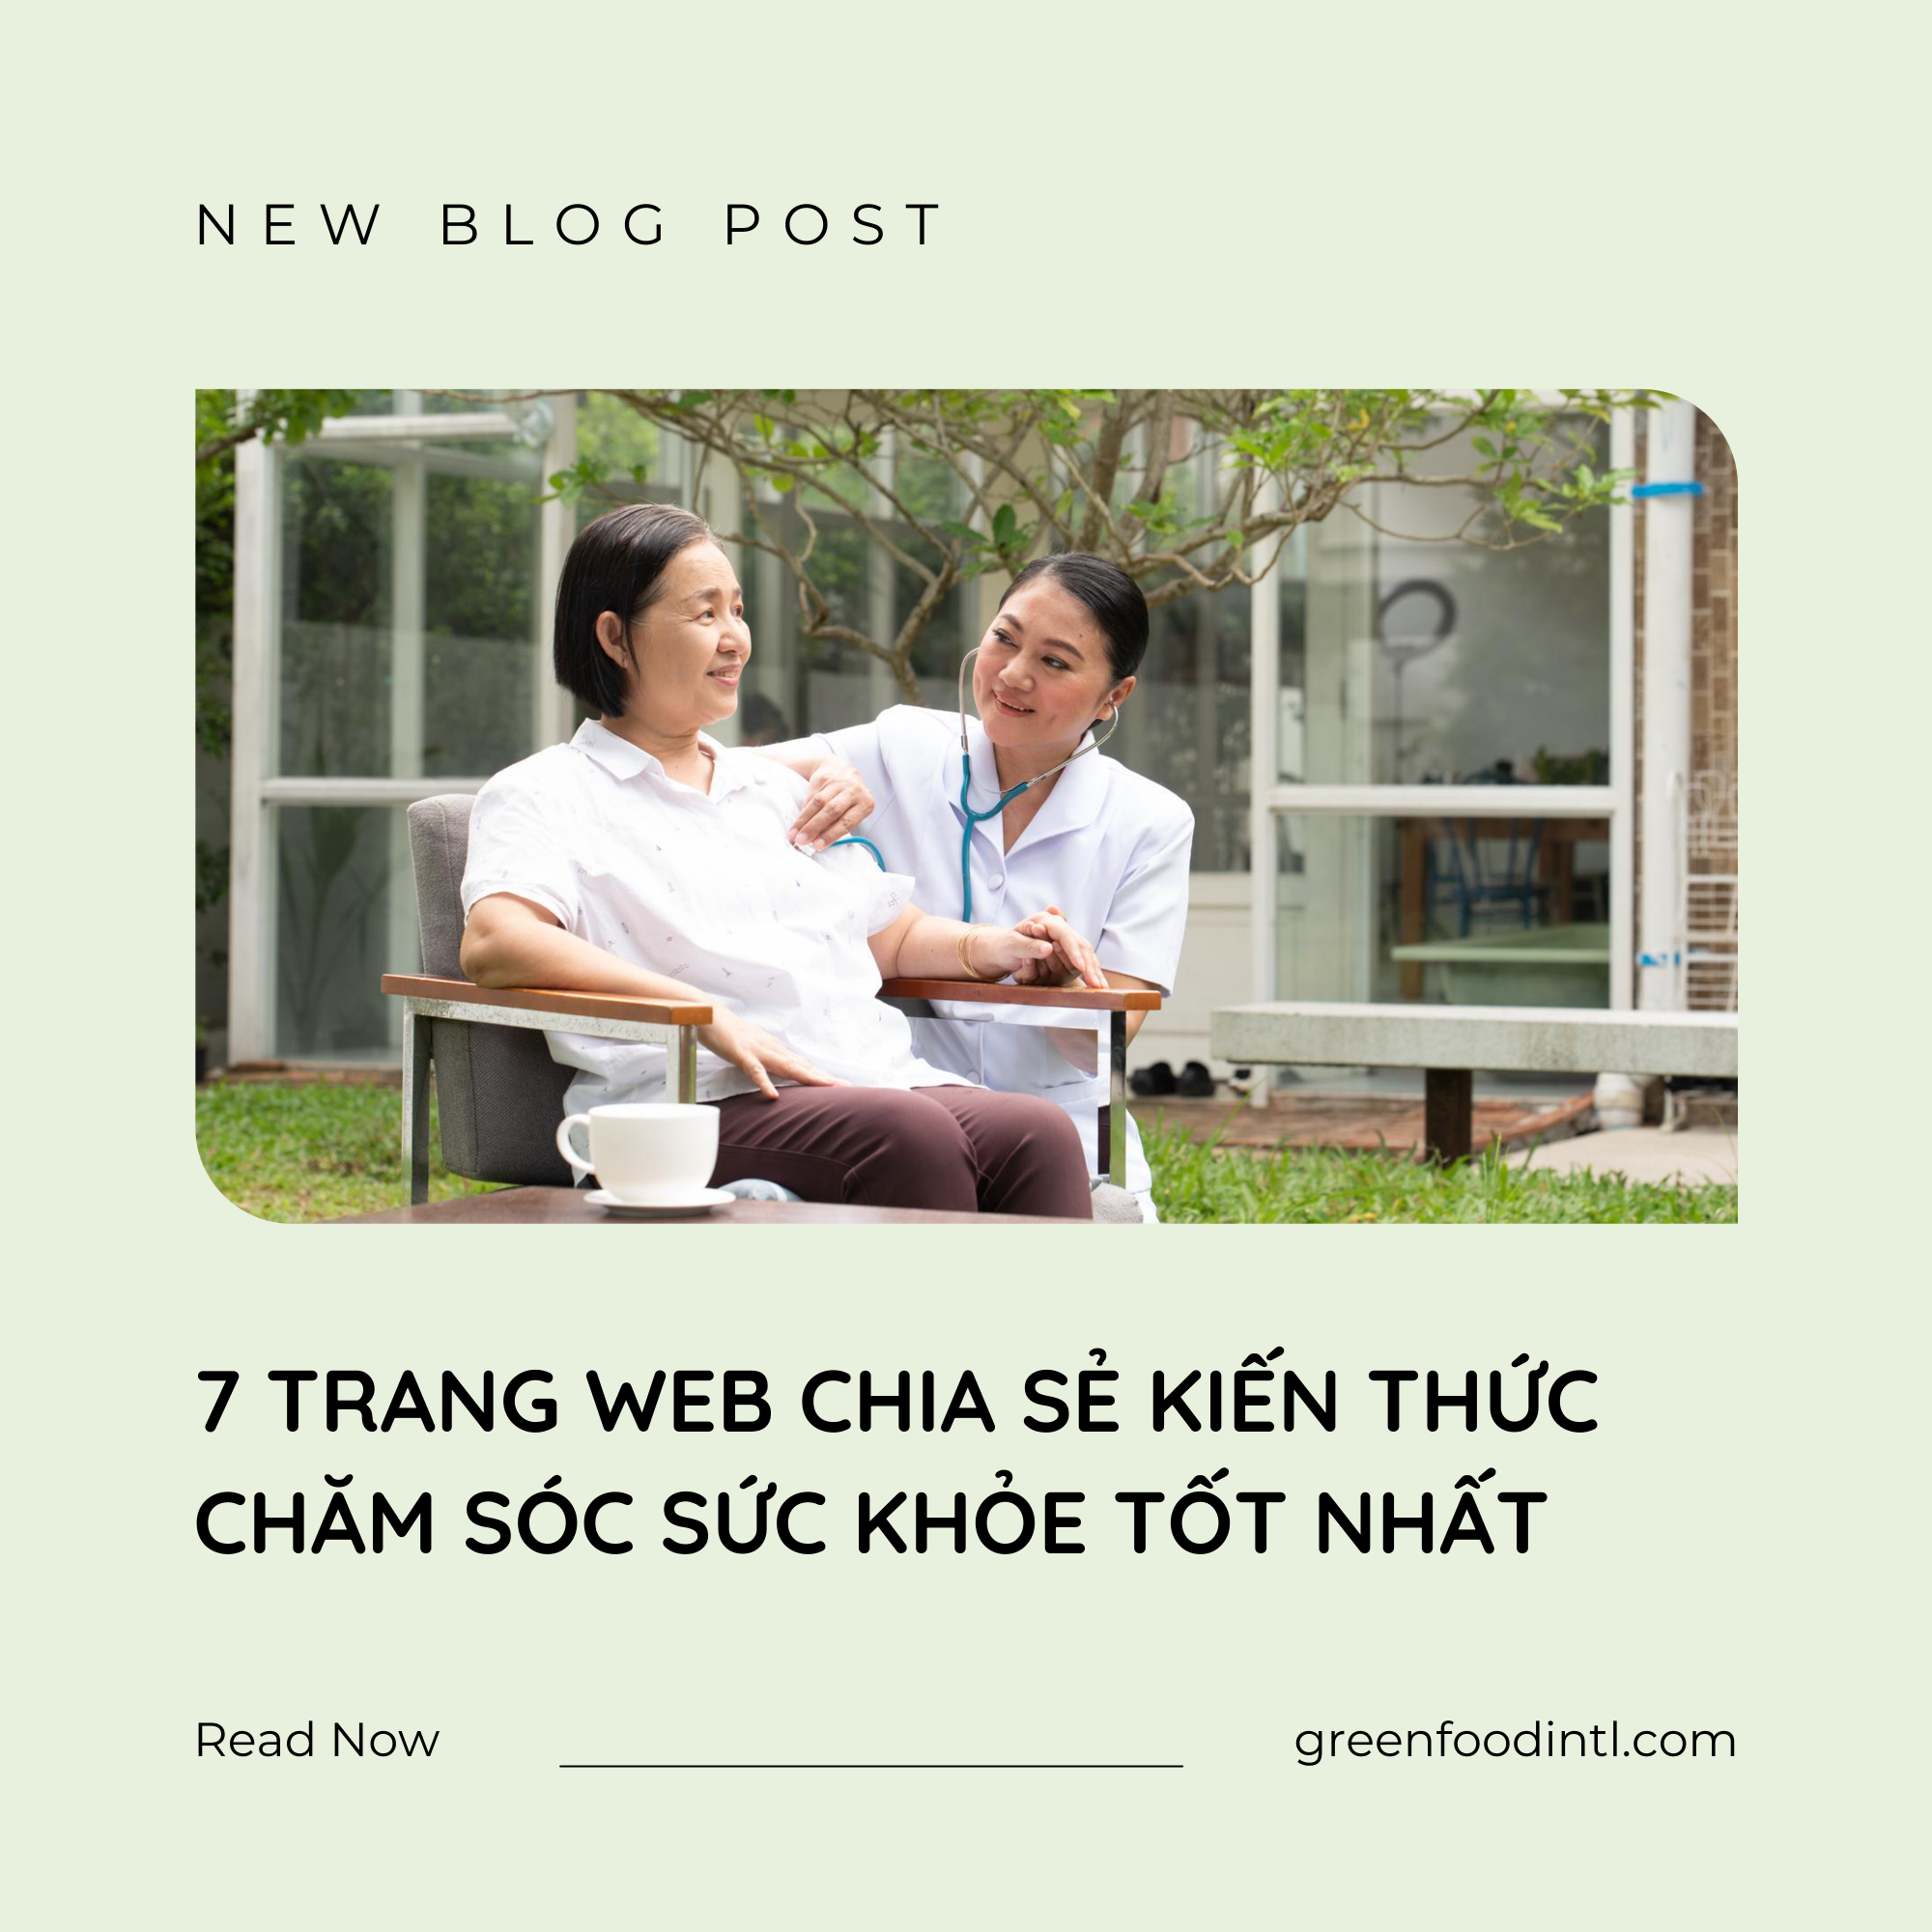 NEW BLOG POST
7 TRANG WEB CHIA SẺ KIẾN THỨC
CHĂM SÓC SỨC KHỎE TỐT NHẤT
Read Now
greenfoodintl.com